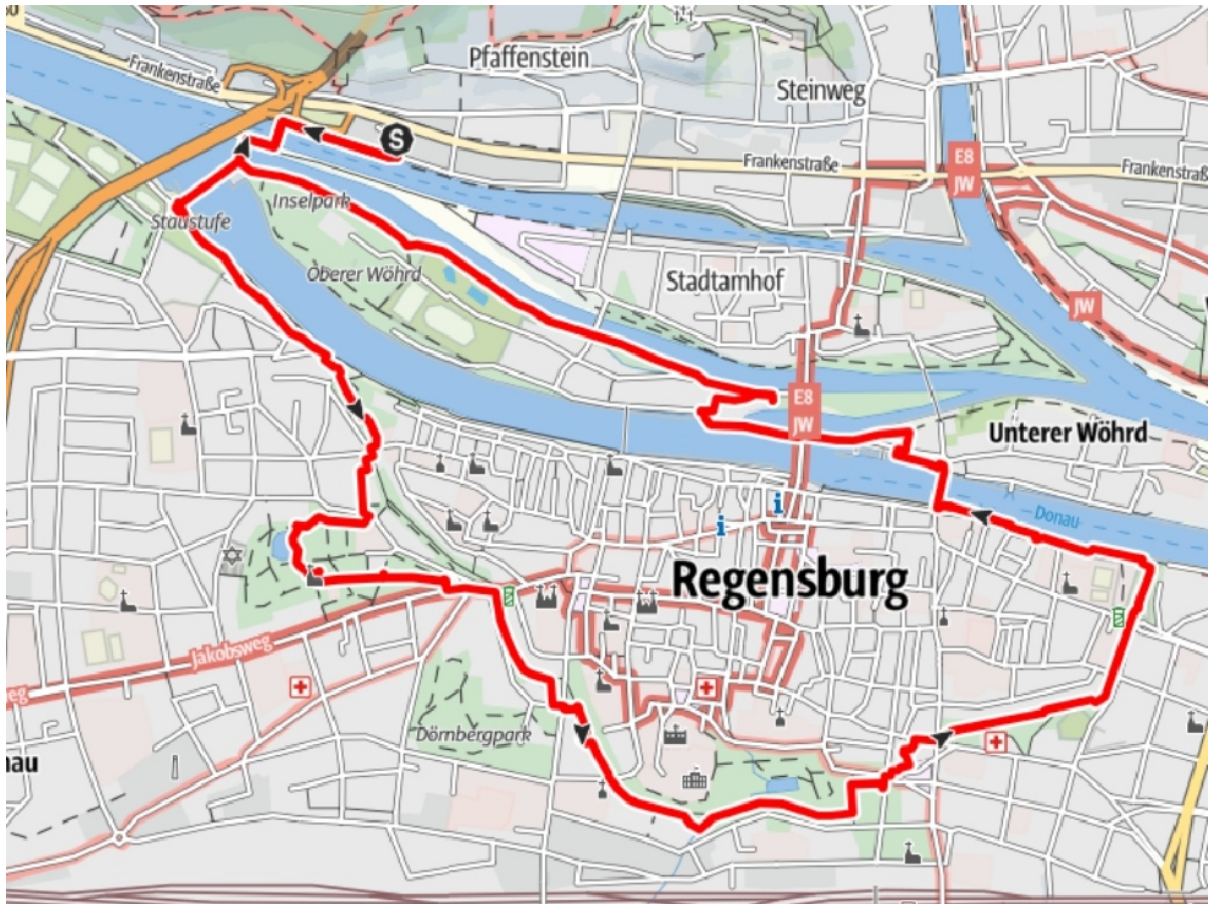 Frankenstraße
Pfaffenstein
Steinweg
S
E8
JW
Frankenstraße
Frankenstraß
Inselpark
Staustufe
Oberer Wöhrd
Stadtamhof
JW
E8
JW
Unterer Wöhrd
i
i
Donau
Regensburg
Jakobsweg
eg
Dörnbergpark
nau